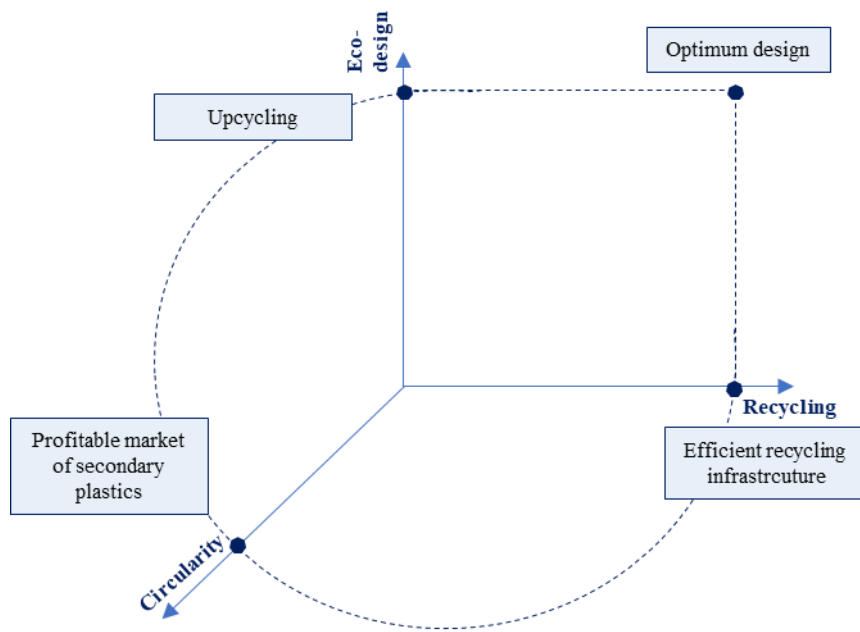 Eco-
design
Optimum design
Upcycling
Recycling
Profitable market
of secondary
plastics
Efficient recycling
infrastrcuture
Circularity